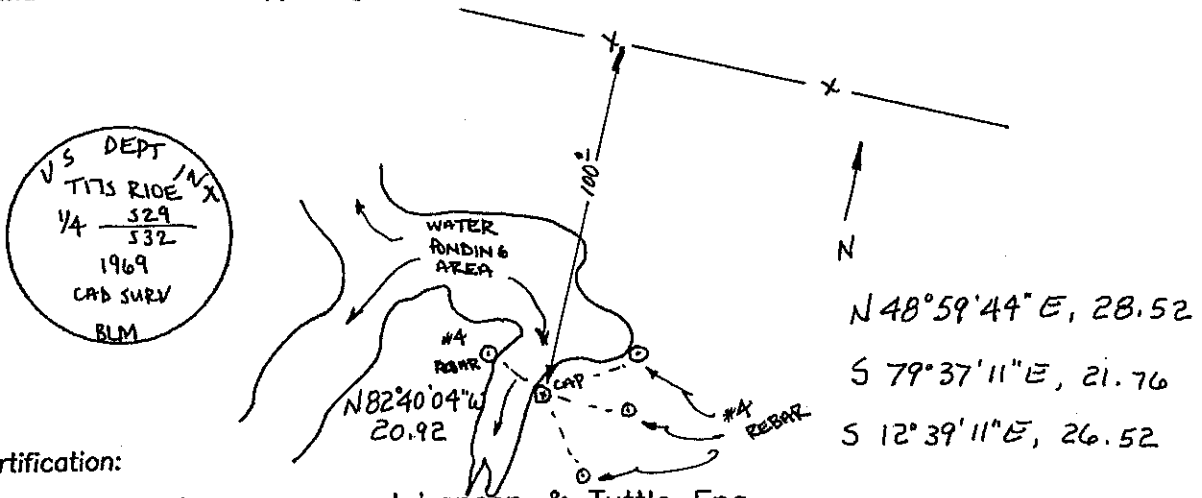 U S DEPT INX
T17S R10E
1/4 S29
S32
1969
CAD SURV
BLM
X
X
100'±
N
WATER
PONDING
AREA
#4
REBAR
CAP
N82°40'04"W
20.92
#4
REBAR
N 48°59'44" E, 28.52
S 79°37'11"E, 21.76
S 12°39'11"E, 26.52
rtification:
& Tuttle Eng